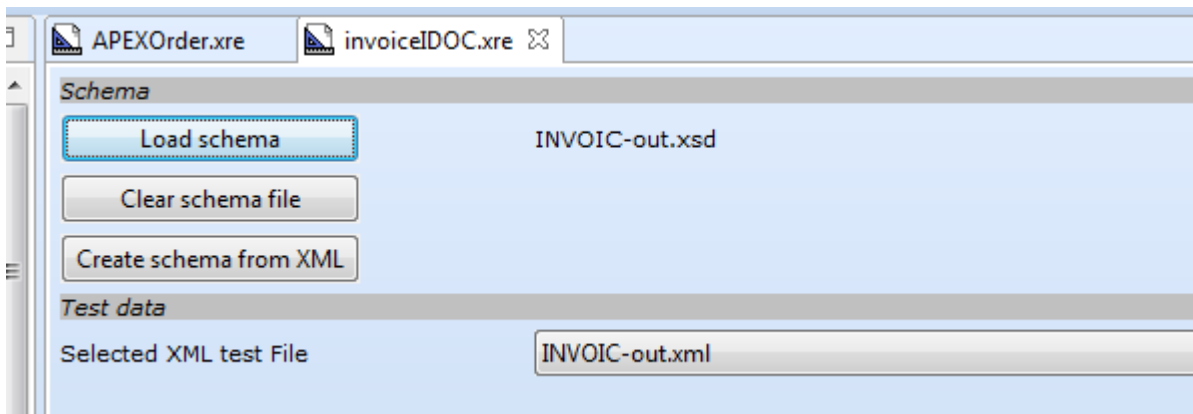 APEXOrder.xre invoiceIDOC.xre
Schema
Load schema INVOIC-out.xsd
Clear schema file
Create schema from XML
Test data
Selected XML test File INVOIC-out.xml